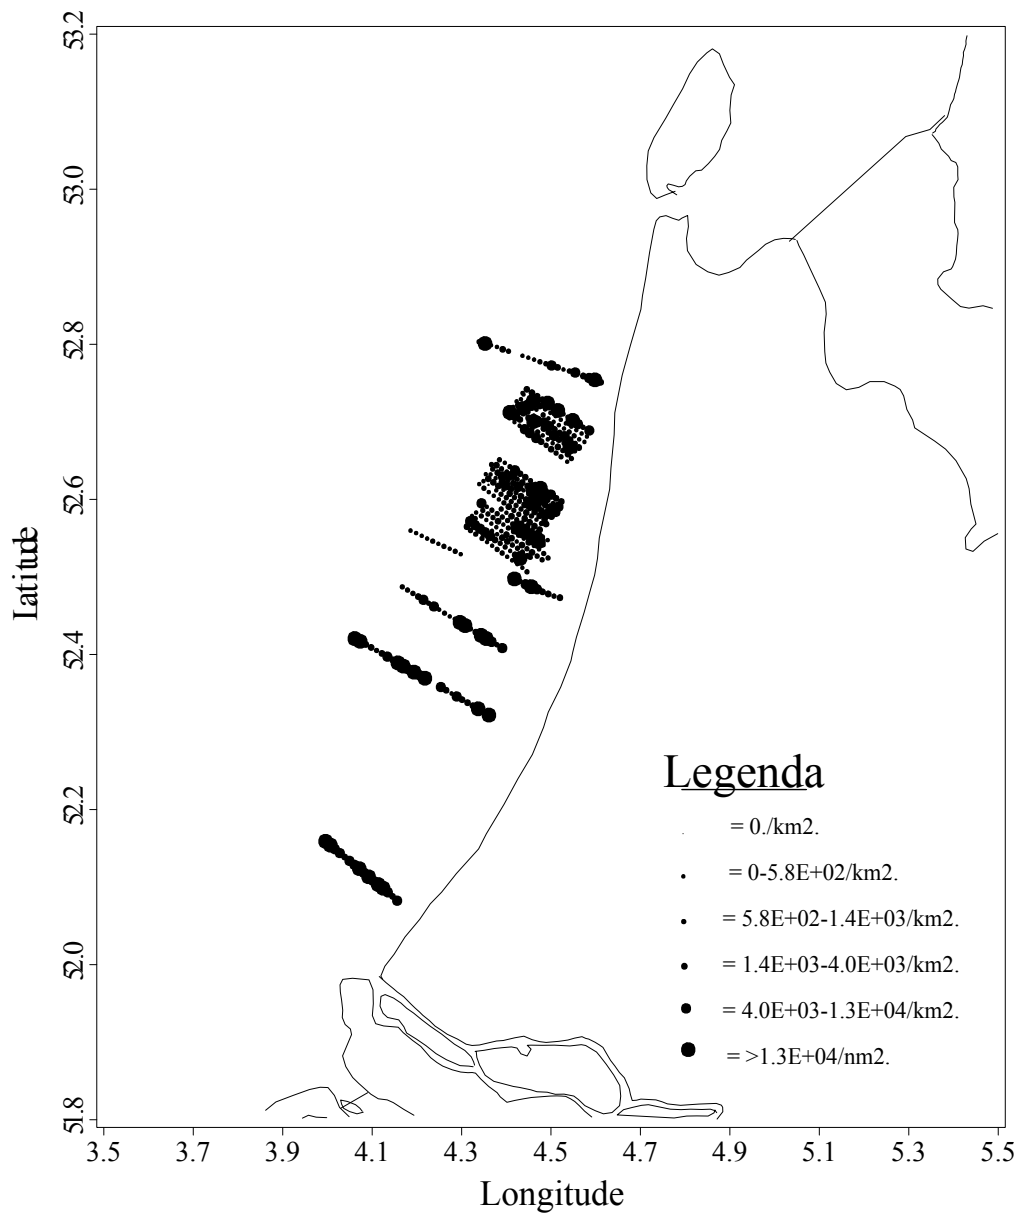 53.2
53.0
52.8
52.6
52.4
52.2
52.0
51.8
Latitude
Legenda
= 0./km2.
= 0-5.8E+02/km2.
= 5.8E+02-1.4E+03/km2.
= 1.4E+03-4.0E+03/km2.
= 4.0E+03-1.3E+04/km2.
= >1.3E+04/nm2.
3.5 3.7 3.9 4.1 4.3 4.5 4.7 4.9 5.1 5.3 5.5
Longitude